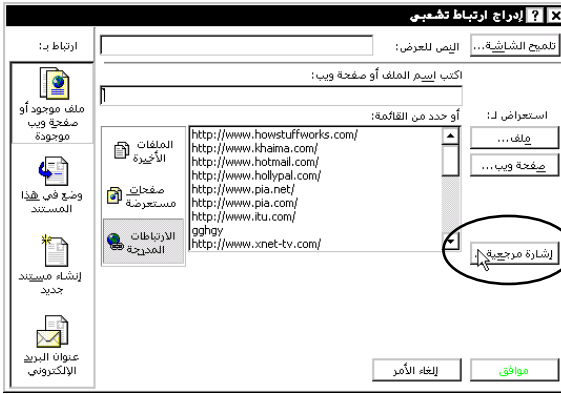 إدراج ارتباط تشعبي
تلميح الشاشة...
النص للعرض:
ارتباط بـ:
اكتب اسم الملف أو صفحة ويب:
أو حدد من القائمة:
استعراض لـ:
ملف...
صفحة ويب...
إشارة مرجعية
http://www.howstuffworks.com/
http://www.khaima.com/
http://www.hotmail.com/
http://www.hollypal.com/
http://www.pia.net/
http://www.pia.com/
http://www.itu.com/
gghgy
http://www.xnet-tv.com/
الملفات
الأخيرة
صفحات
مستعرضة
الارتباطات
المدرجة
ملف موجود أو
صفحة ويب
موجودة
وضع في هذا
المستند
إنشاء مستند
جديد
عنوان البريد
الإلكتروني
موافق
إلغاء الأمر